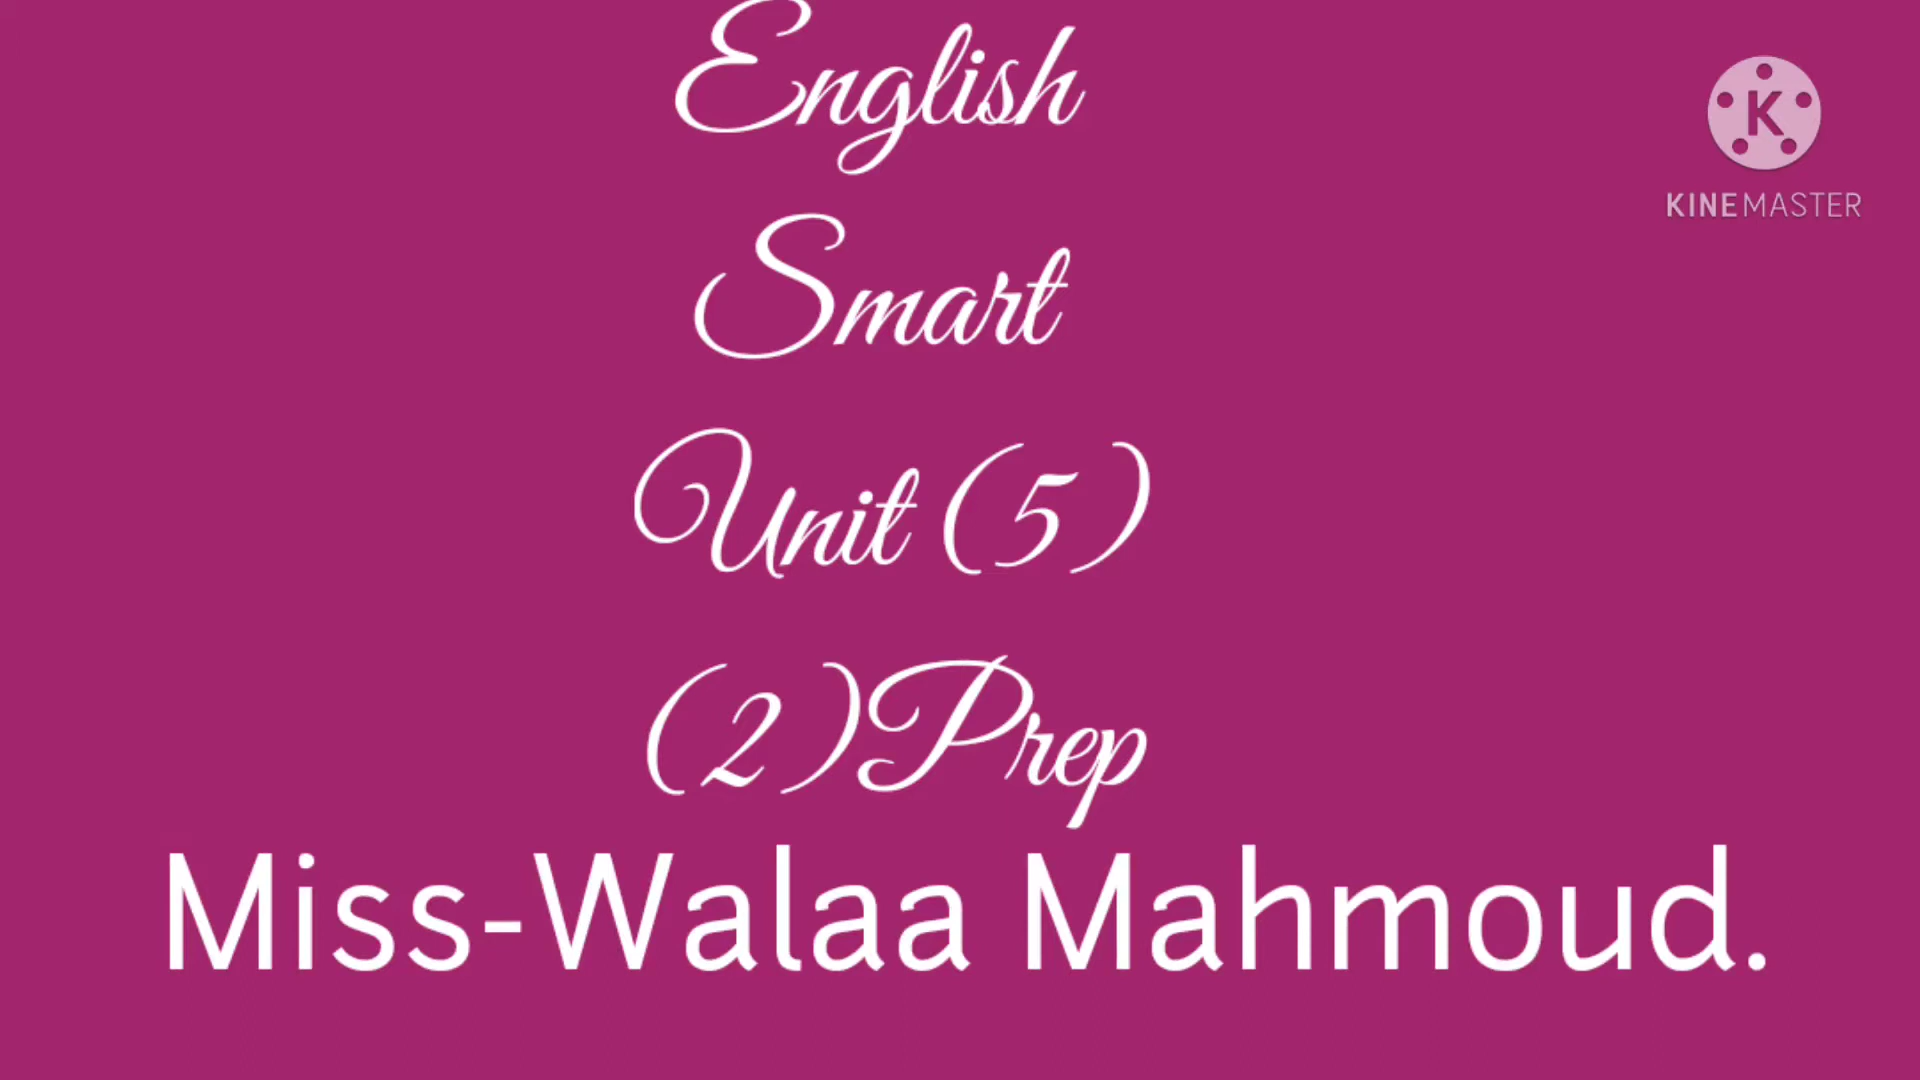 English
Smart
Unit (5)
(2)Prep
Miss-Walaa Mahmoud.
K
KINEMASTER